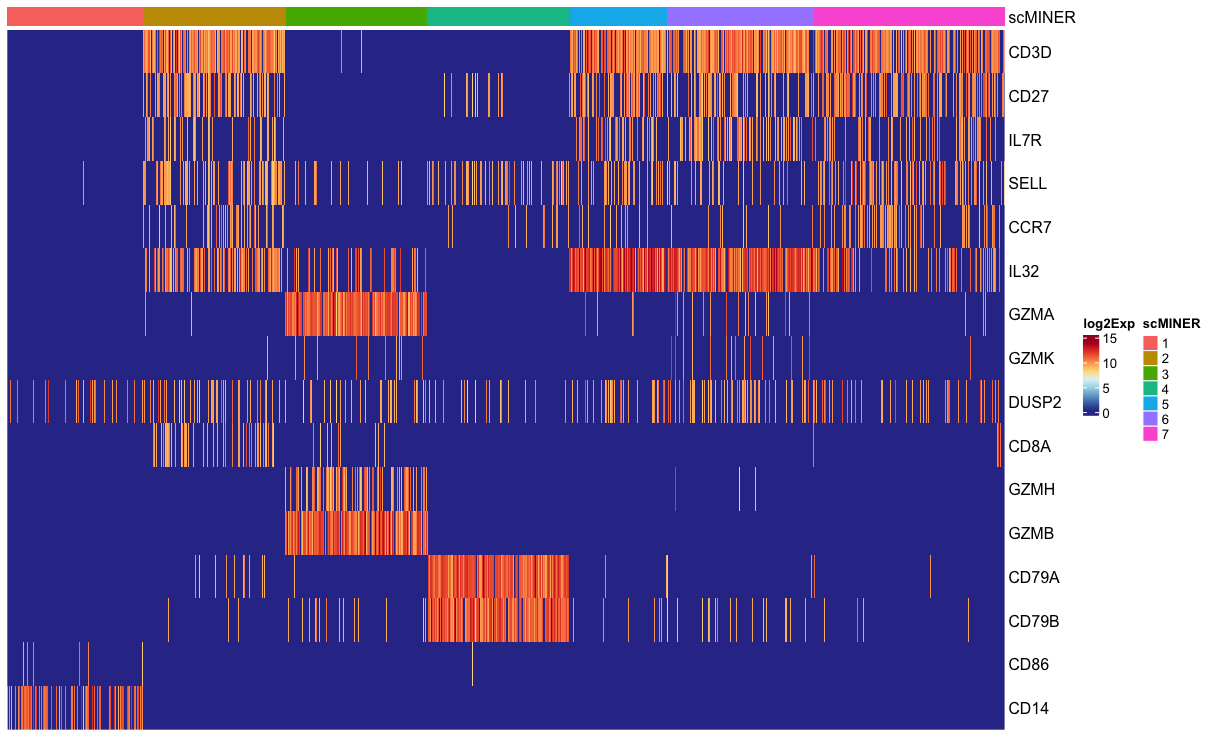 scMINER
CD3D
CD27
IL7R
SELL
CCR7
IL32
GZMA
GZMK
DUSP2
CD8A
GZMH
GZMB
CD79A
CD79B
CD86
CD14
log2Exp
15
10
5
0
scMINER
1
2
3
4
5
6
7